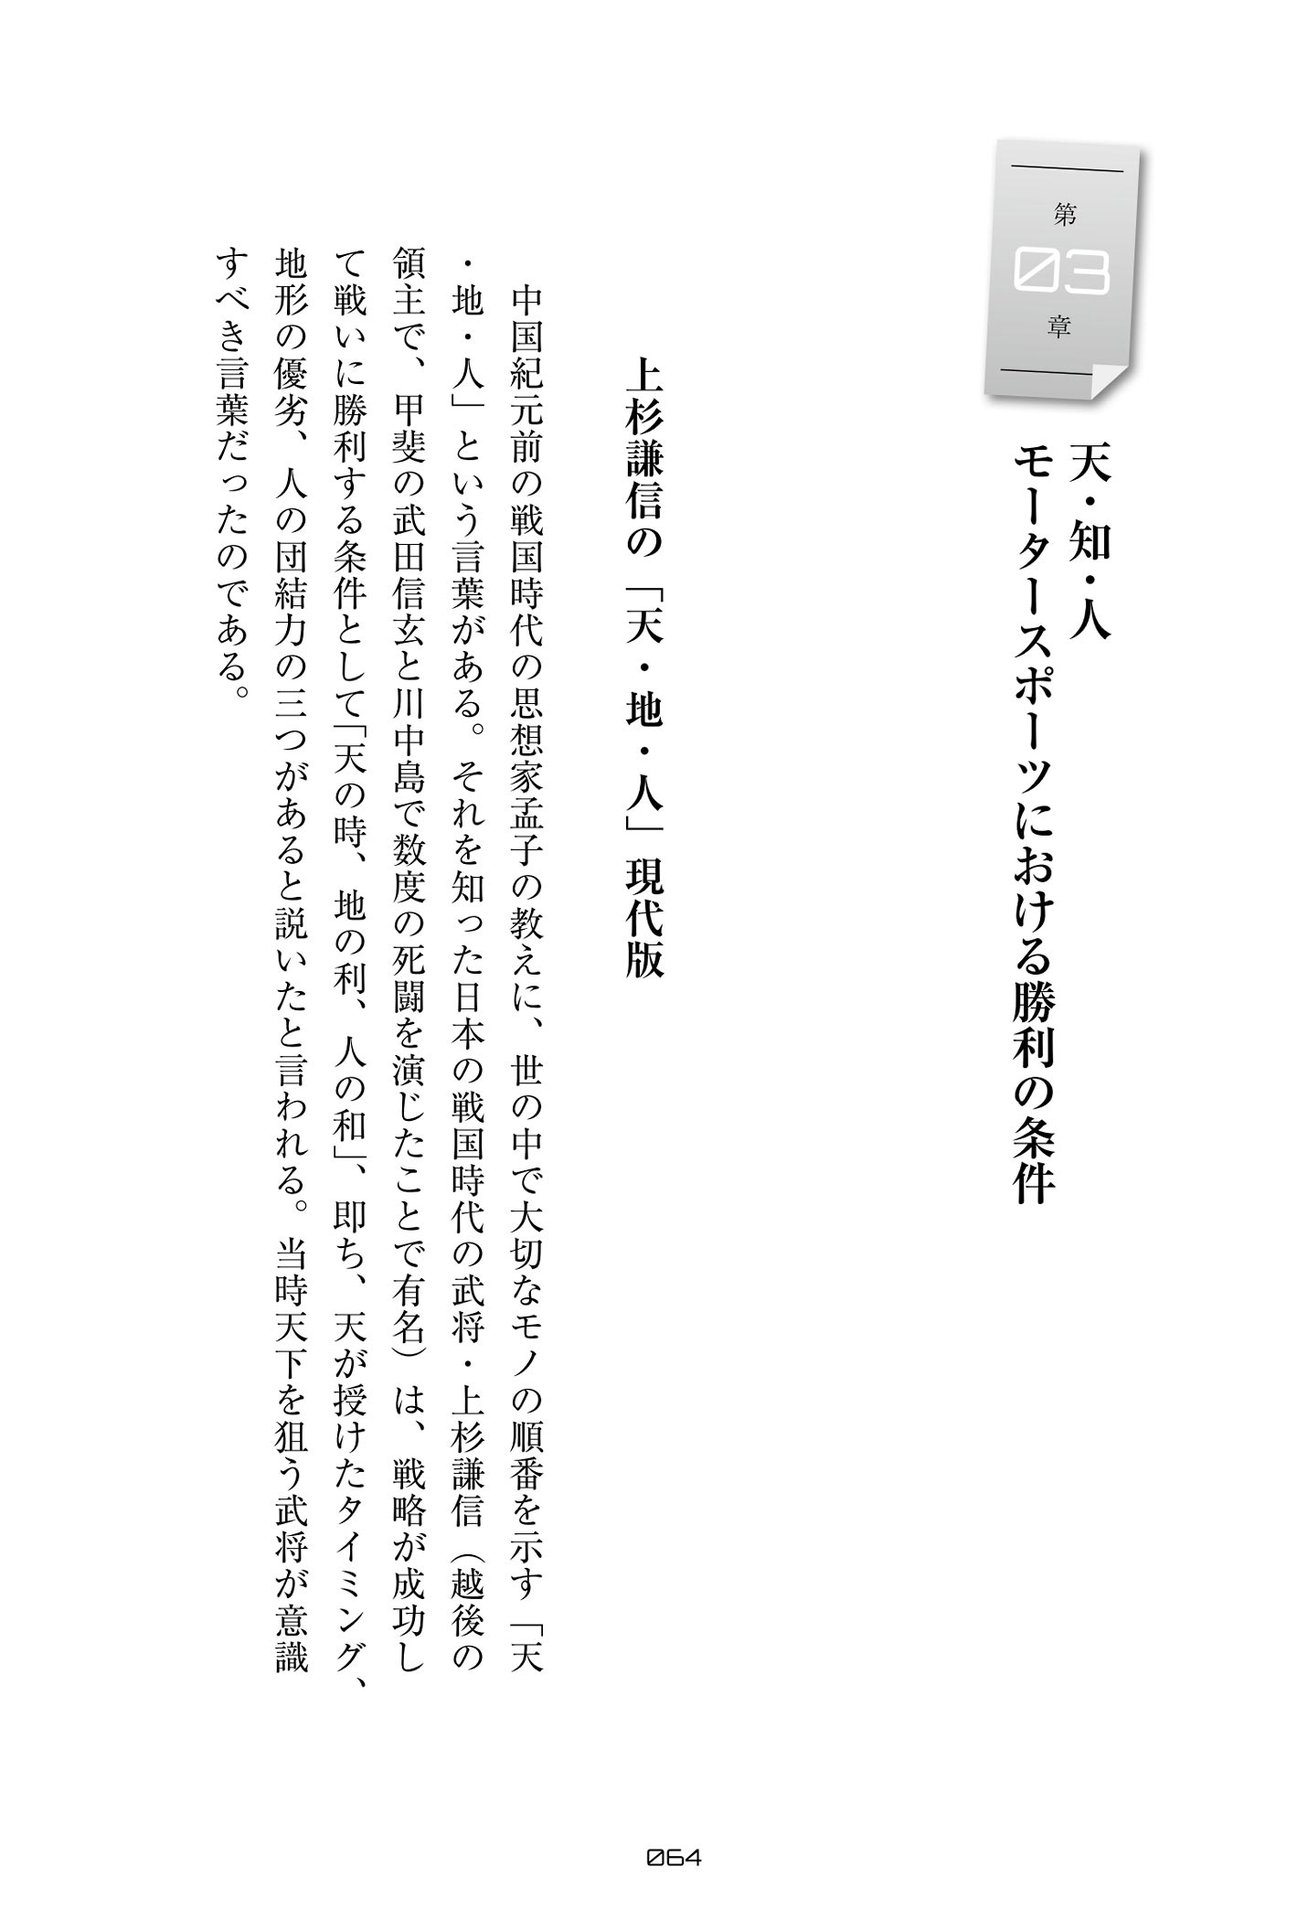 第
03
章
天・知・人
モータースポーツにおける勝利の条件
上杉謙信の「天・地・人」現代版
中国紀元前の戦国時代の思想家孟子の教えに、世の中で大切なモノの順番を示す「天
・地・人」という言葉がある。それを知った日本の戦国時代の武将・上杉謙信（越後の
領主で、甲斐の武田信玄と川中島で数度の死闘を演じたことで有名）は、戦略が成功し
て戦いに勝利する条件として「天の時、地の利、人の和」、即ち、天が授けたタイミング、
地形の優劣、人の団結力の三つがあると説いたと言われる。当時天下を狙う武将が意識
すべき言葉だったのである。
064